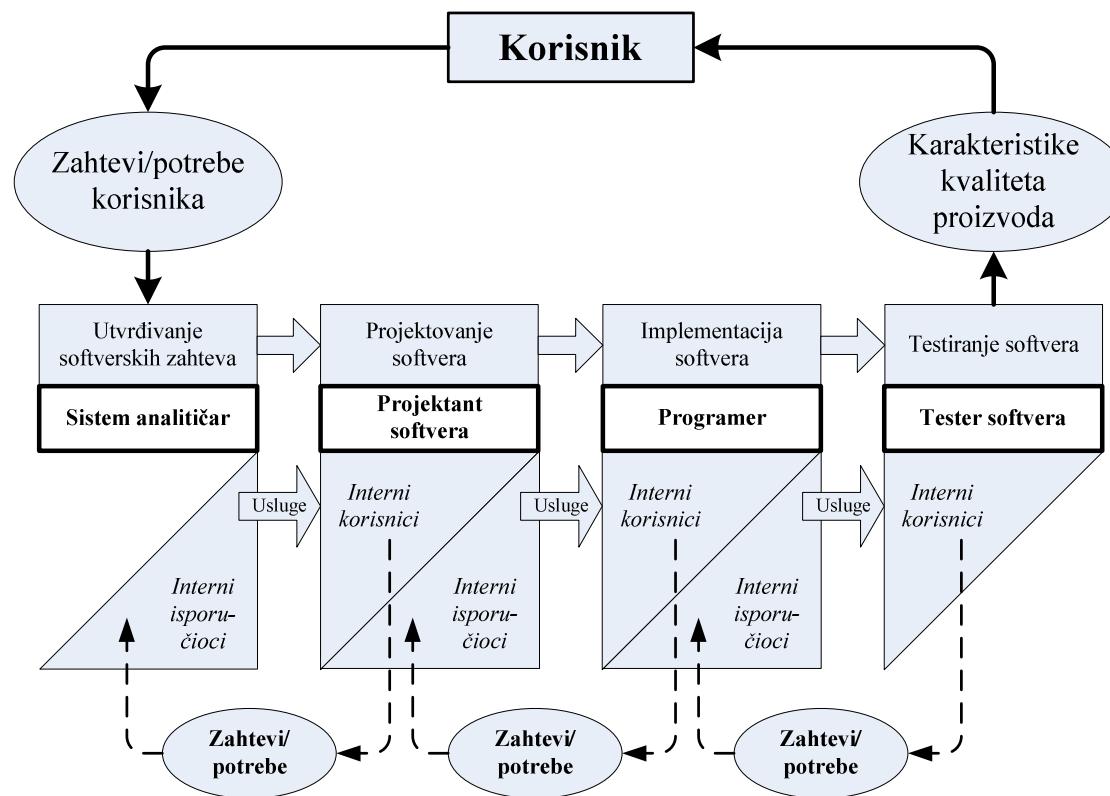 Korisnik
Zahtevi/potrebe
korisnika
Karakteristike
kvaliteta
proizvoda
Utvrđivanje
softverskih zahteva
Projektovanje
softvera
Implementacija
softvera
Testiranje softvera
Sistem analitičar
Projektant
softvera
Programer
Tester softvera
Usluge
Interni
korisnici
Usluge
Interni
korisnici
Usluge
Interni
korisnici
Interni
isporu-
čioci
Interni
isporu-
čioci
Interni
isporu-
čioci
Zahtevi/
potrebe
Zahtevi/
potrebe
Zahtevi/
potrebe